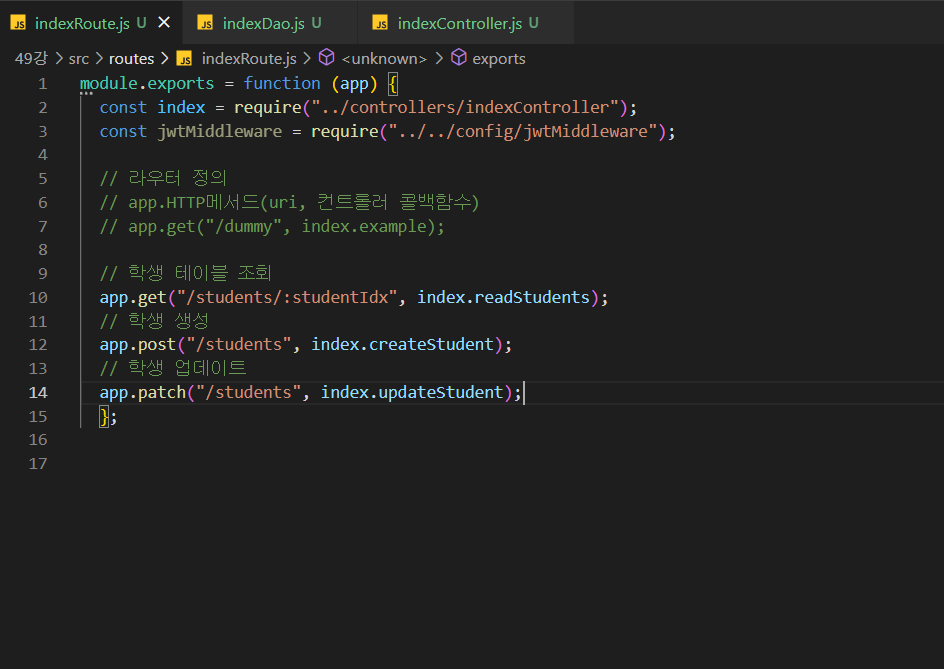 JS indexRoute.js U × JS indexDao.js U JS indexController.js U
49강 > src > routes > JS indexRoute.js > <unknown> > exports
1 module.exports = function (app) {
2 const index = require("../controllers/indexController");
3 const jwtMiddleware = require("../../config/jwtMiddleware");
4
5 // 라우터 정의
6 // app.HTTP메서드(uri, 컨트롤러 콜백함수)
7 // app.get("/dummy", index.example);
8
9 // 학생 테이블 조회
10 app.get("/students/:studentIdx", index.readStudents);
11 // 학생 생성
12 app.post("/students", index.createStudent);
13 // 학생 업데이트
14 app.patch("/students", index.updateStudent);
15 };
16
17